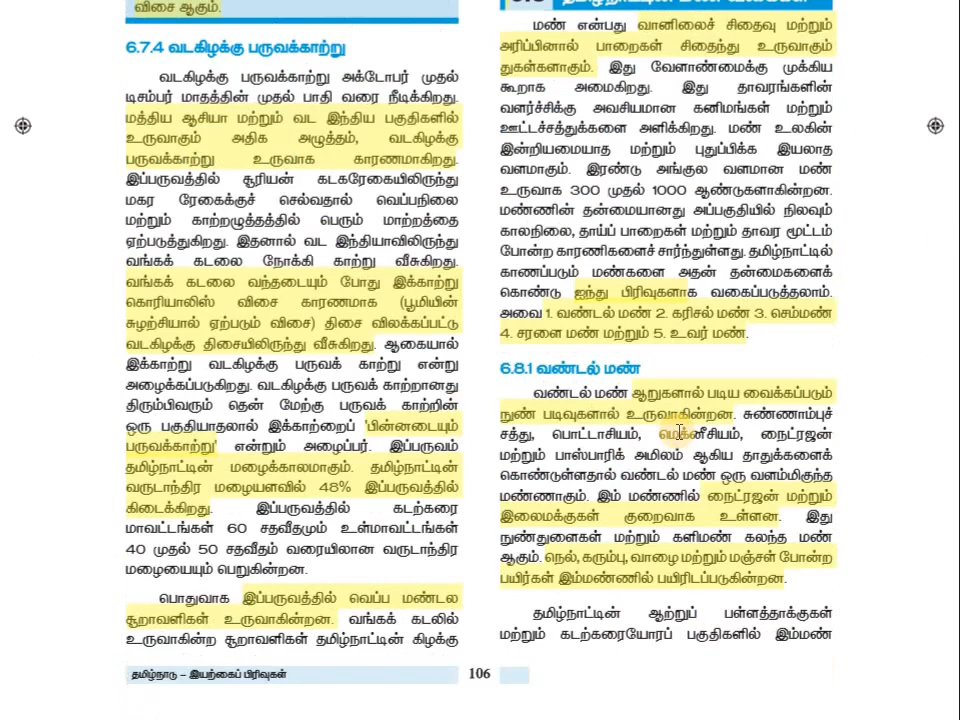 விசை ஆகும்.
6.7.4 வடகிழக்கு பருவக்காற்று
வடகிழக்கு பருவக்காற்று அக்டோபர் முதல்
டிசம்பர் மாதத்தின் முதல் பாதி வரை நீடிக்கிறது.
மத்திய ஆசியா மற்றும் வட இந்திய பகுதிகளில்
உருவாகும் அதிக அழுத்தம், வடகிழக்கு
பருவக்காற்று உருவாக காரணமாகிறது.
இப்பருவத்தில் சூரியன் கடகரேகையிலிருந்து
மகர ரேகைக்குச் செல்வதால் வெப்பநிலை
மற்றும் காற்றழுத்தத்தில் பெரும் மாற்றத்தை
ஏற்படுத்துகிறது. இதனால் வட இந்தியாவிலிருந்து
வங்கக் கடலை நோக்கி காற்று வீசுகிறது.
வங்கக் கடலை வந்தடையும் போது இக்காற்று
கொரியாலிஸ் விசை காரணமாக (பூமியின்
சுழற்சியால் ஏற்படும் விசை) திசை விலக்கப்பட்டு
வடகிழக்கு திசையிலிருந்து வீசுகிறது. ஆகையால்
இக்காற்று வடகிழக்கு பருவக் காற்று என்று
அழைக்கப்படுகிறது. வடகிழக்கு பருவக் காற்றானது
திரும்பிவரும் தென் மேற்கு பருவக் காற்றின்
ஒரு பகுதியாதலால் இக்காற்றைப் 'பின்னடையும்
பருவக்காற்று' என்றும் அழைப்பர். இப்பருவம்
தமிழ்நாட்டின் மழைக்காலமாகும். தமிழ்நாட்டின்
வருடாந்திர மழையளவில் 48% இப்பருவத்தில்
கிடைக்கிறது. இப்பருவத்தில் கடற்கரை
மாவட்டங்கள் 60 சதவீதமும் உள்மாவட்டங்கள்
40 முதல் 50 சதவீதம் வரையிலான வருடாந்திர
மழையையும் பெறுகின்றன.
பொதுவாக இப்பருவத்தில் வெப்ப மண்டல
சூறாவளிகள் உருவாகின்றன. வங்கக் கடலில்
உருவாகின்ற சூறாவளிகள் தமிழ்நாட்டின் கிழக்கு
மண் என்பது வானிலைச் சிதைவு மற்றும்
அரிப்பினால் பாறைகள் சிதைந்து உருவாகும்
துகள்களாகும். இது வேளாண்மைக்கு முக்கிய
கூறாக அமைகிறது. இது தாவரங்களின்
வளர்ச்சிக்கு அவசியமான கனிமங்கள் மற்றும்
ஊட்டச்சத்துக்களை அளிக்கிறது. மண் உலகின்
இன்றியமையாத மற்றும் புதுப்பிக்க இயலாத
வளமாகும். இரண்டு அங்குல வளமான மண்
உருவாக 300 முதல் 1000 ஆண்டுகளாகின்றன.
மண்ணின் தன்மையானது அப்பகுதியில் நிலவும்
காலநிலை, தாய்ப் பாறைகள் மற்றும் தாவர மூட்டம்
போன்ற காரணிகளைச் சார்ந்துள்ளது. தமிழ்நாட்டில்
காணப்படும் மண்களை அதன் தன்மைகளைக்
கொண்டு ஐந்து பிரிவுகளாக வகைப்படுத்தலாம்.
அவை 1. வண்டல் மண் 2. கரிசல் மண் 3. செம்மண்
4. சரளை மண் மற்றும் 5. உவர் மண்.
6.8.1 வண்டல் மண்
வண்டல் மண் ஆறுகளால் படிய வைக்கப்படும்
நுண் படிவுகளால் உருவாகின்றன. சுண்ணாம்புச்
சத்து, பொட்டாசியம், மெக்னீசியம், நைட்ரஜன்
மற்றும் பாஸ்பாரிக் அமிலம் ஆகிய தாதுக்களைக்
கொண்டுள்ளதால் வண்டல் மண் ஒரு வளம்மிகுந்த
மண்ணாகும். இம் மண்ணில் நைட்ரஜன் மற்றும்
இலைமக்குகள் குறைவாக உள்ளன. இது
நுண்துளைகள் மற்றும் களிமண் கலந்த மண்
ஆகும். நெல், கரும்பு, வாழை மற்றும் மஞ்சள் போன்ற
பயிர்கள் இம்மண்ணில் பயிரிடப்படுகின்றன.
தமிழ்நாட்டின் ஆற்றுப் பள்ளத்தாக்குகள்
மற்றும் கடற்கரையோரப் பகுதிகளில் இம்மண்
தமிழ்நாடு – இயற்கைப் பிரிவுகள்
106